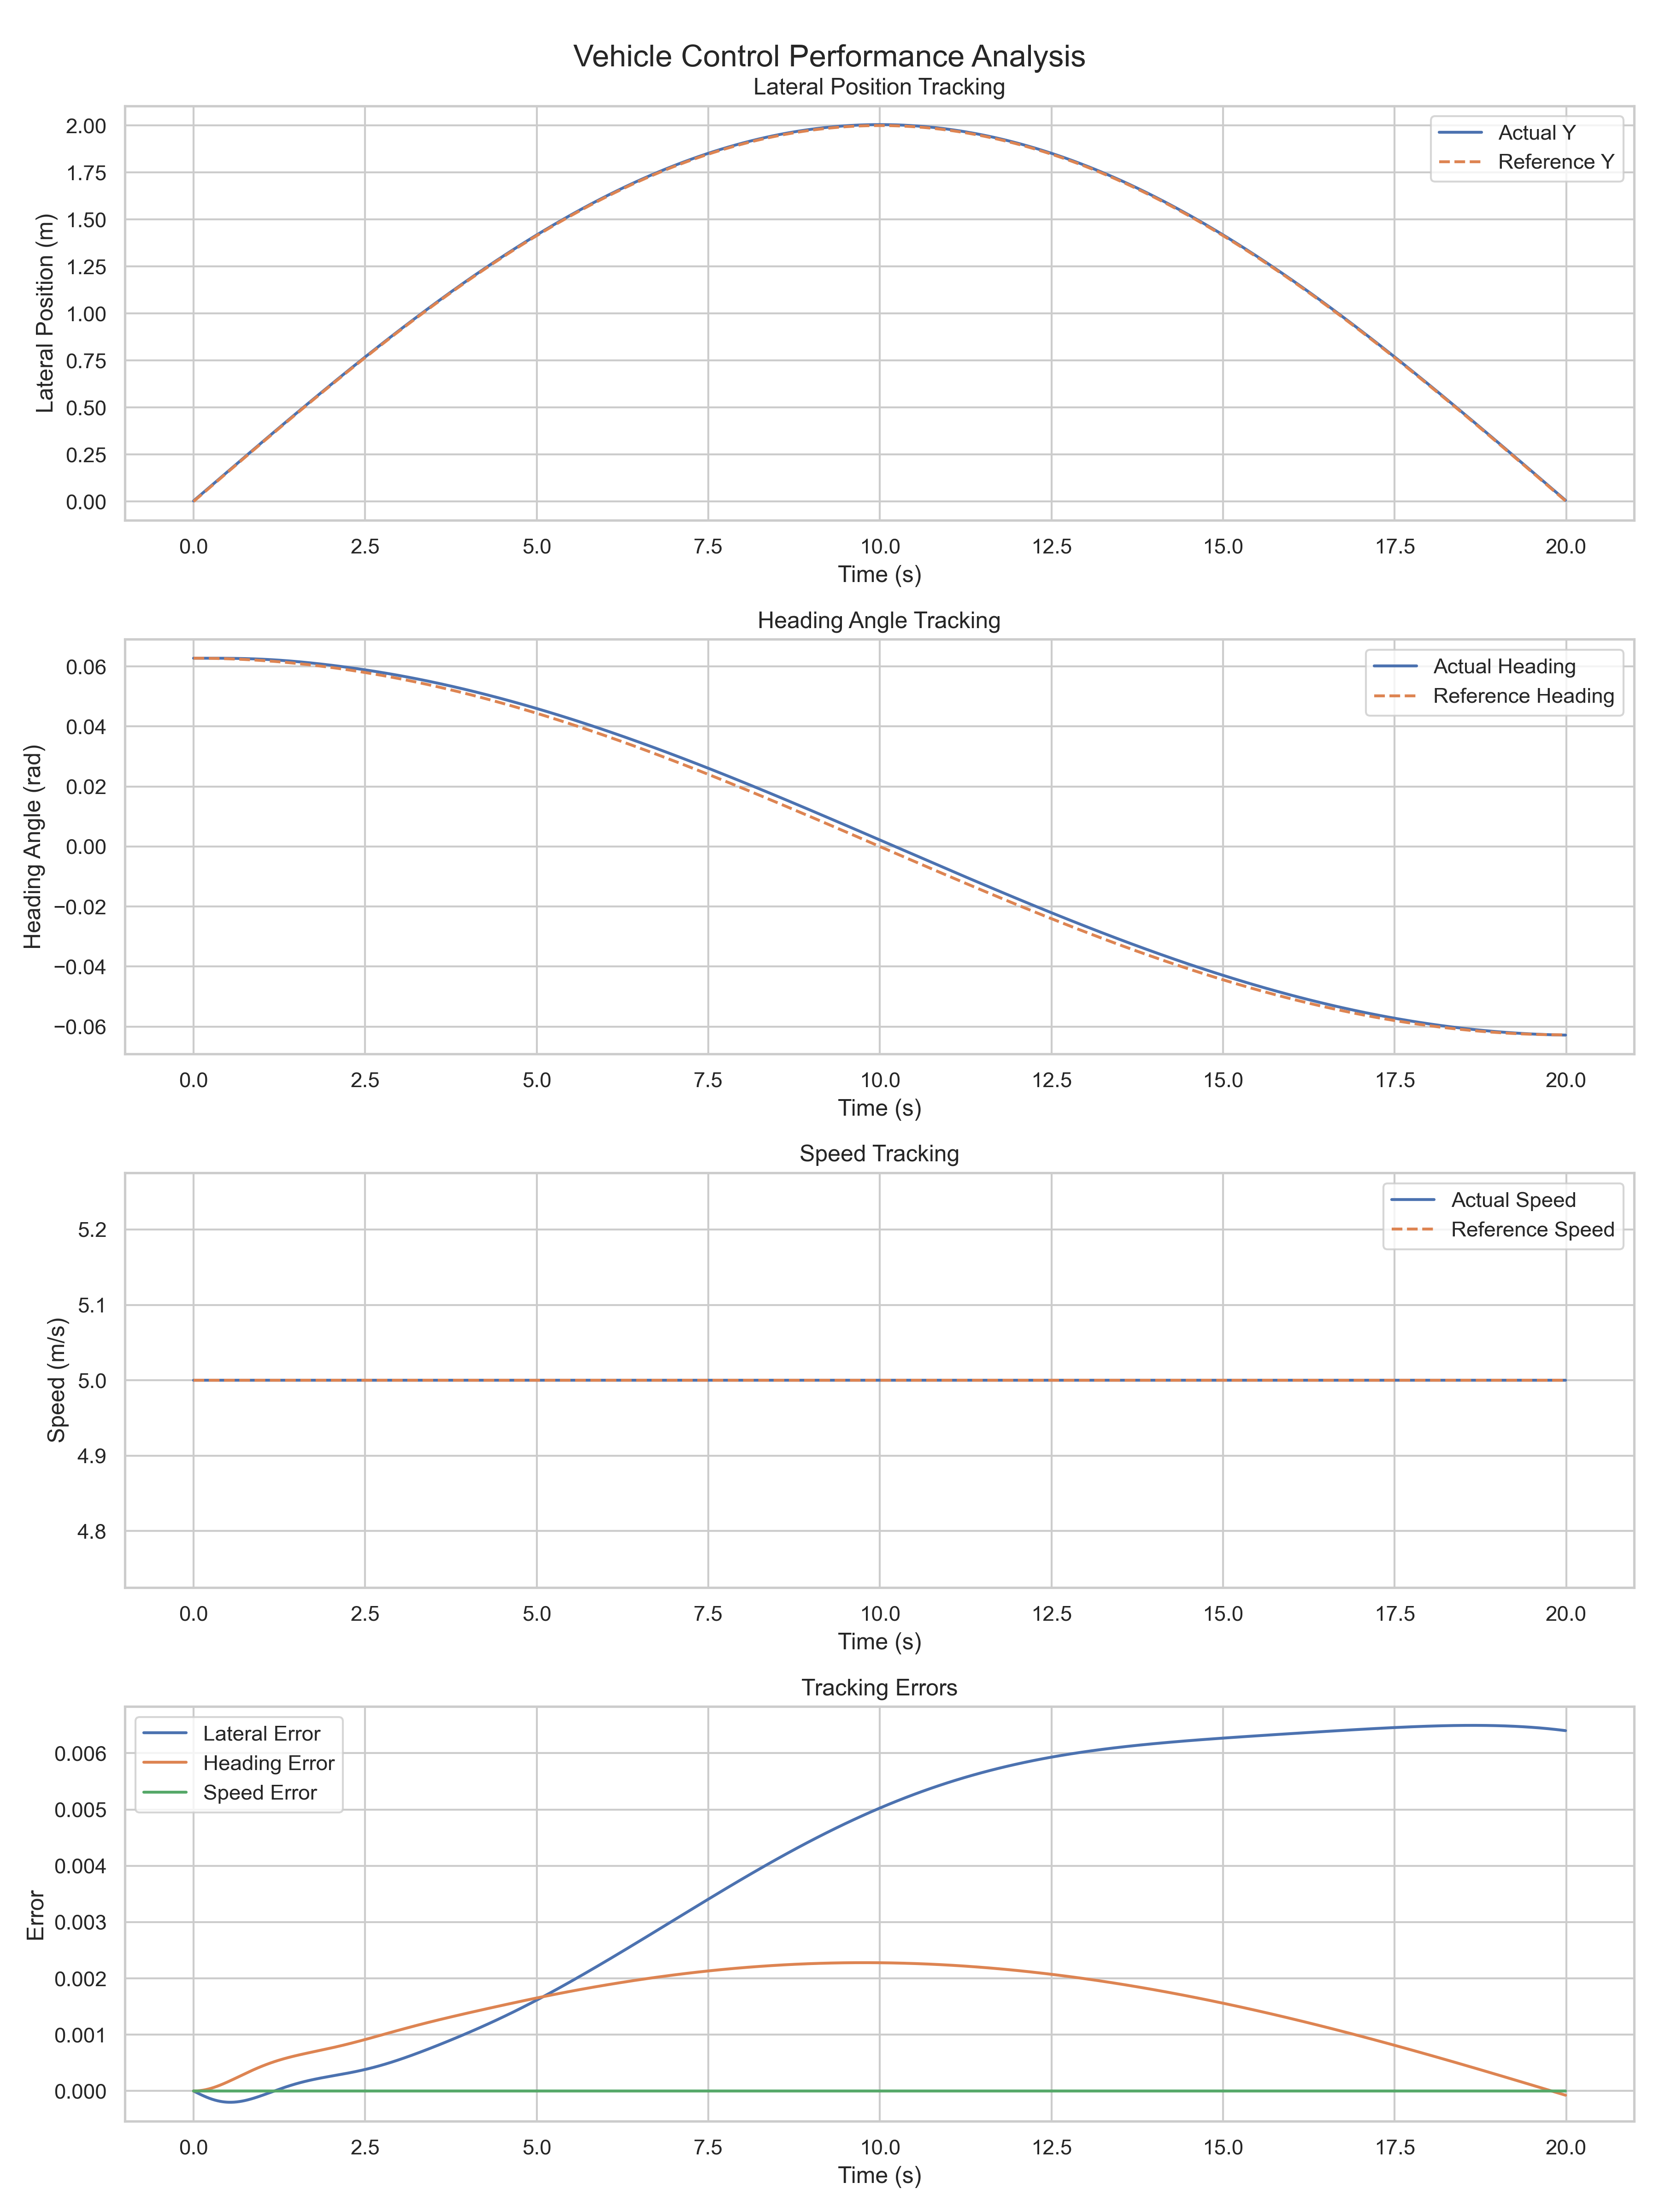 Vehicle Control Performance Analysis
Lateral Position Tracking
Lateral Position (m)
2.00
1.75
1.50
1.25
1.00
0.75
0.50
0.25
0.00
Actual Y
Reference Y
0.0 2.5 5.0 7.5 10.0 12.5 15.0 17.5 20.0
Time (s)
Heading Angle Tracking
Heading Angle (rad)
0.06
0.04
0.02
0.00
−0.02
−0.04
−0.06
Actual Heading
Reference Heading
0.0 2.5 5.0 7.5 10.0 12.5 15.0 17.5 20.0
Time (s)
Speed Tracking
Speed (m/s)
5.2
5.1
5.0
4.9
4.8
Actual Speed
Reference Speed
0.0 2.5 5.0 7.5 10.0 12.5 15.0 17.5 20.0
Time (s)
Tracking Errors
Error
0.006
0.005
0.004
0.003
0.002
0.001
0.000
Lateral Error
Heading Error
Speed Error
0.0 2.5 5.0 7.5 10.0 12.5 15.0 17.5 20.0
Time (s)